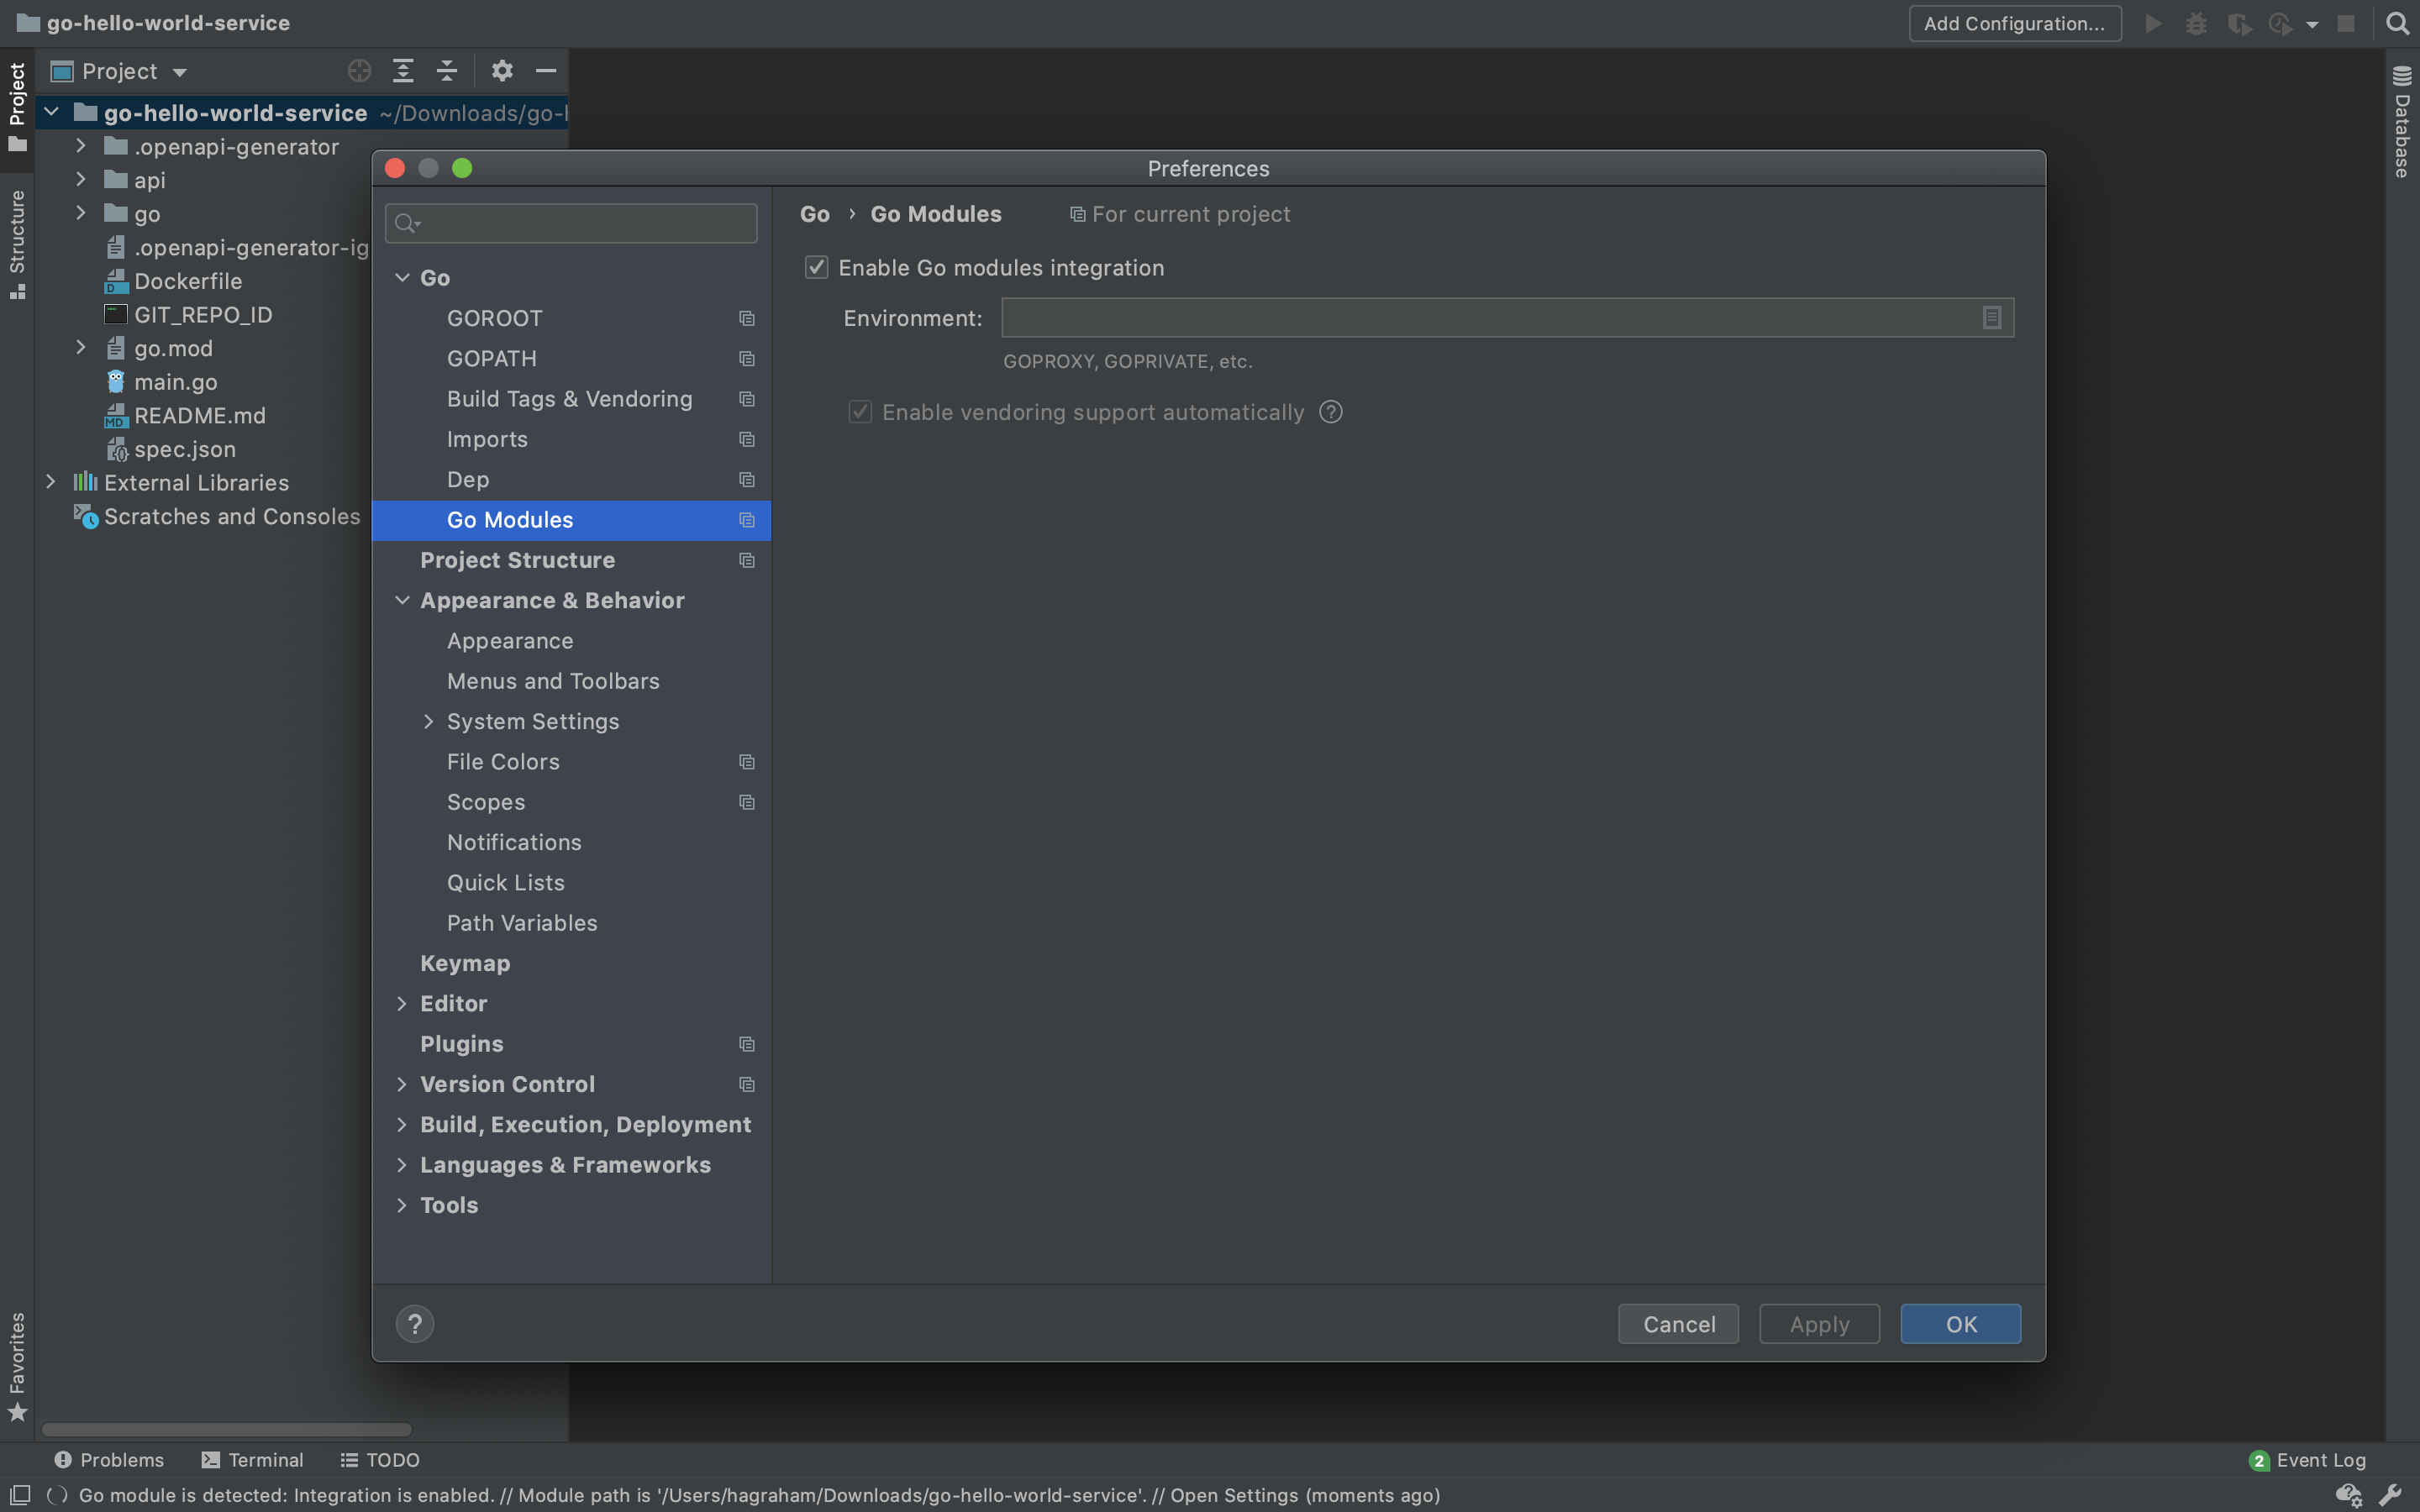 go-hello-world-service
Add Configuration...
Project
Structure
Favorites
Project
go-hello-world-service ~/Downloads/go-h
.openapi-generator
api
go
.openapi-generator-ig
Dockerfile
GIT_REPO_ID
go.mod
main.go
README.md
spec.json
External Libraries
Scratches and Consoles
Preferences
Go
GOROOT
GOPATH
Build Tags & Vendoring
Imports
Dep
Go Modules
Project Structure
Appearance & Behavior
Appearance
Menus and Toolbars
System Settings
File Colors
Scopes
Notifications
Quick Lists
Path Variables
Keymap
Editor
Plugins
Version Control
Build, Execution, Deployment
Languages & Frameworks
Tools
Go › Go Modules For current project
Enable Go modules integration
Environment:
GOPROXY, GOPRIVATE, etc.
Enable vendoring support automatically ?
? Cancel Apply OK
Database
Problems Terminal TODO
2 Event Log
Go module is detected: Integration is enabled. // Module path is '/Users/hagraham/Downloads/go-hello-world-service'. // Open Settings (moments ago)